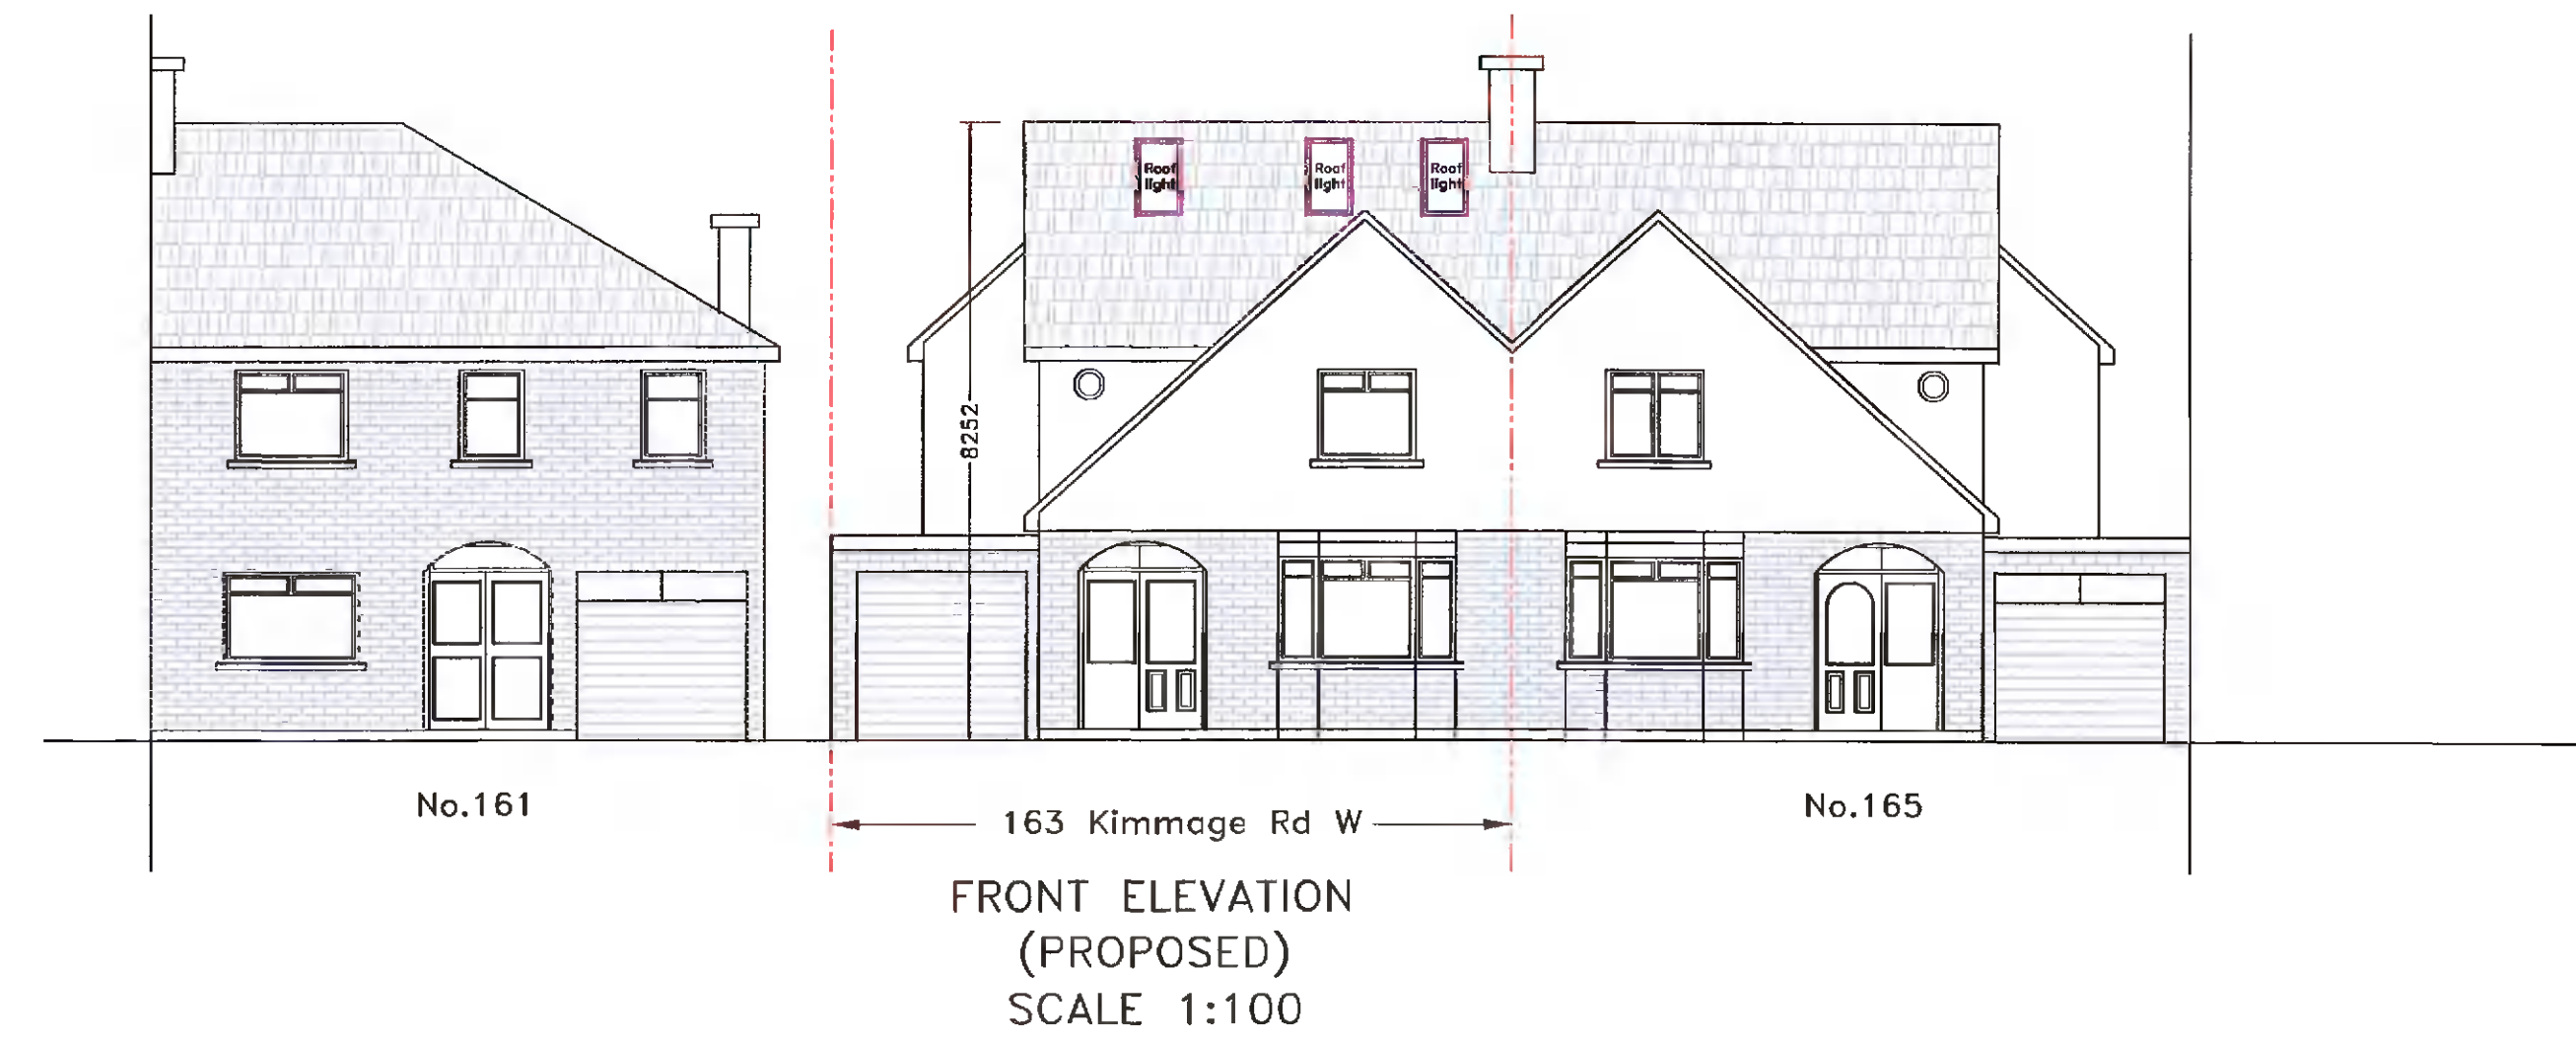 Roof
light
Roof
light
Roof
light
8252
No.161
163 Kimmage Rd W
No.165
FRONT ELEVATION
(PROPOSED)
SCALE 1:100